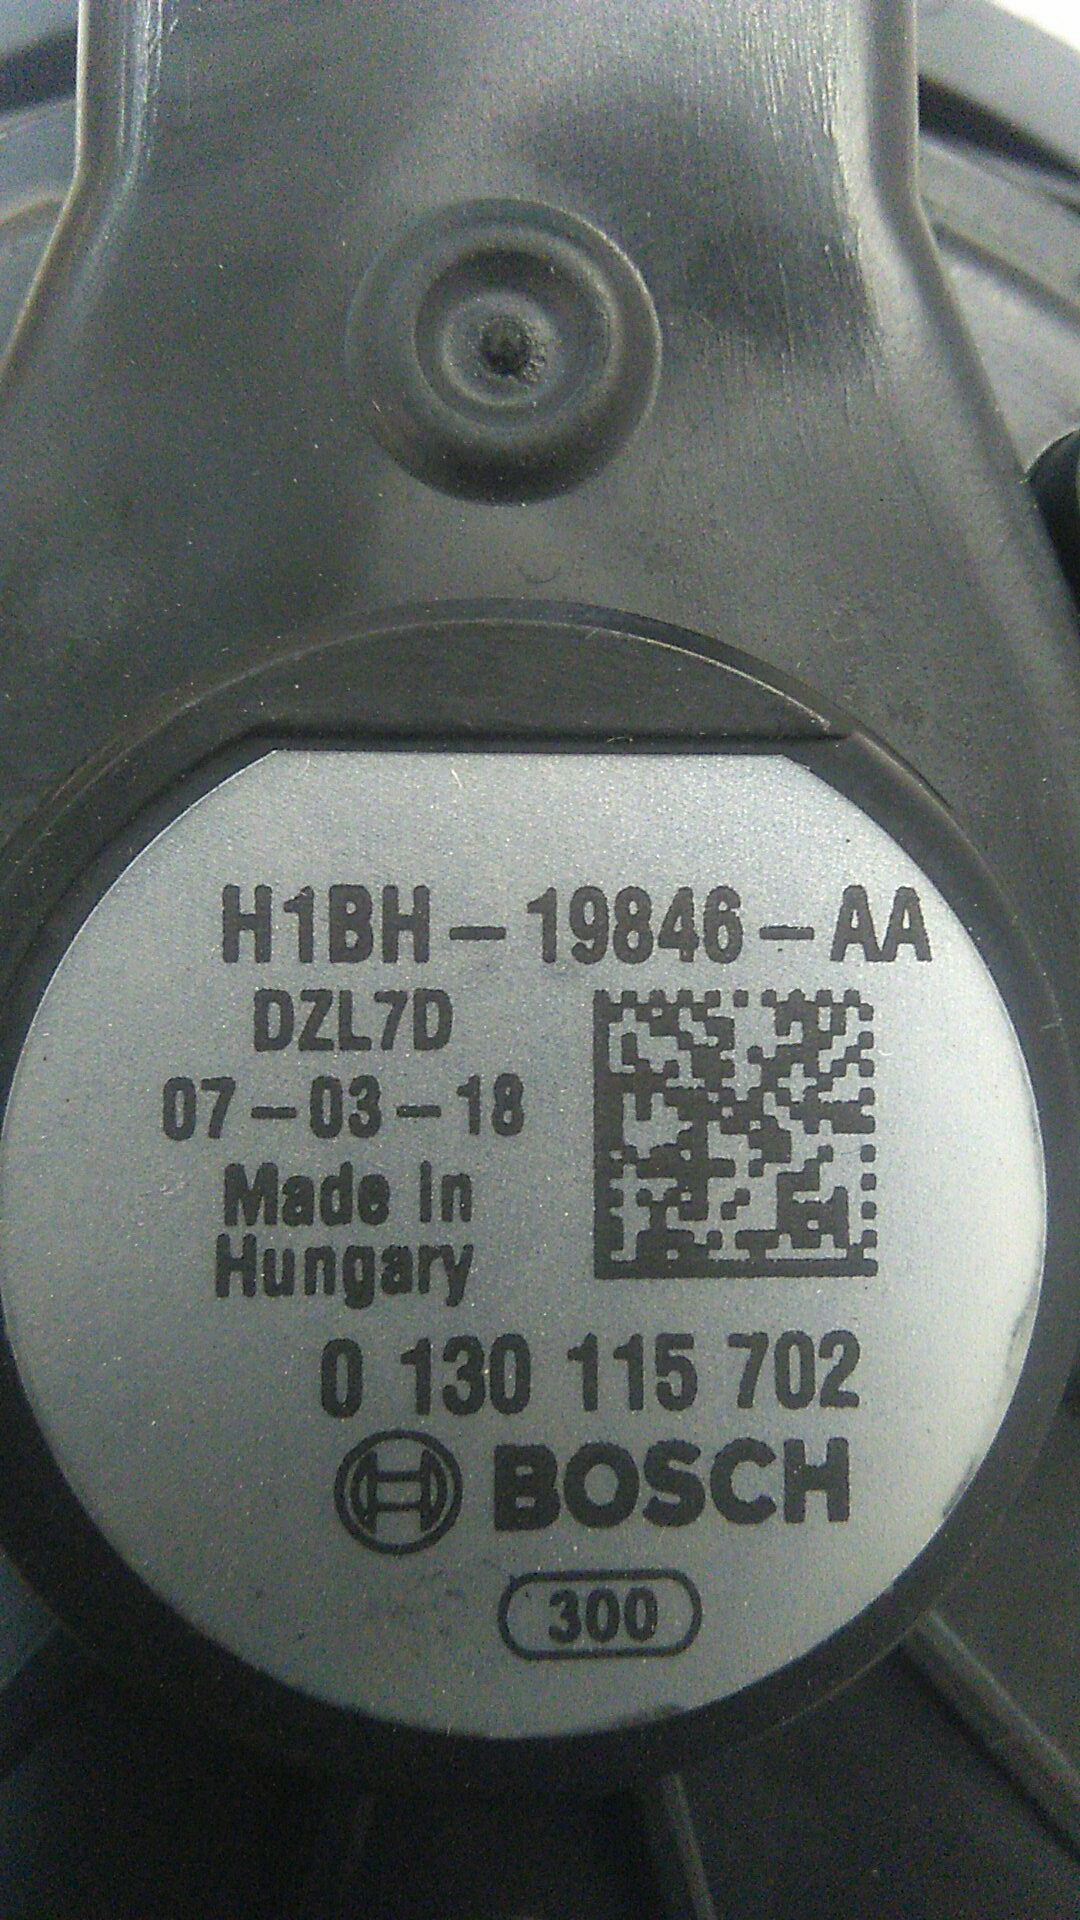 H1BH-19846-AA
DZL7D
07-03-18
Made in
Hungary
0 130 115 702
BOSCH
300